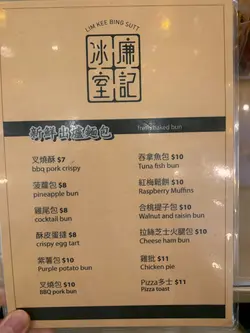 LIM KEE BING SUTT
冰廉
室記
新鮮出爐麵包
fresh baked bun
叉燒酥 $7
bbq pork crispy
菠蘿包 $8
pineapple bun
雞尾包 $8
cocktail bun
酥皮蛋撻 $8
crispy egg tart
紫薯包 $10
Purple potato bun
叉燒包 $10
BBQ pork bun
吞拿魚包 $10
Tuna fish bun
紅梅鬆餅 $10
Raspberry Muffins
合桃提子包 $10
Walnut and raisin bun
拉絲芝士火腿包 $10
Cheese ham bun
雞批 $11
Chicken pie
Pizza多士 $11
Pizza toast